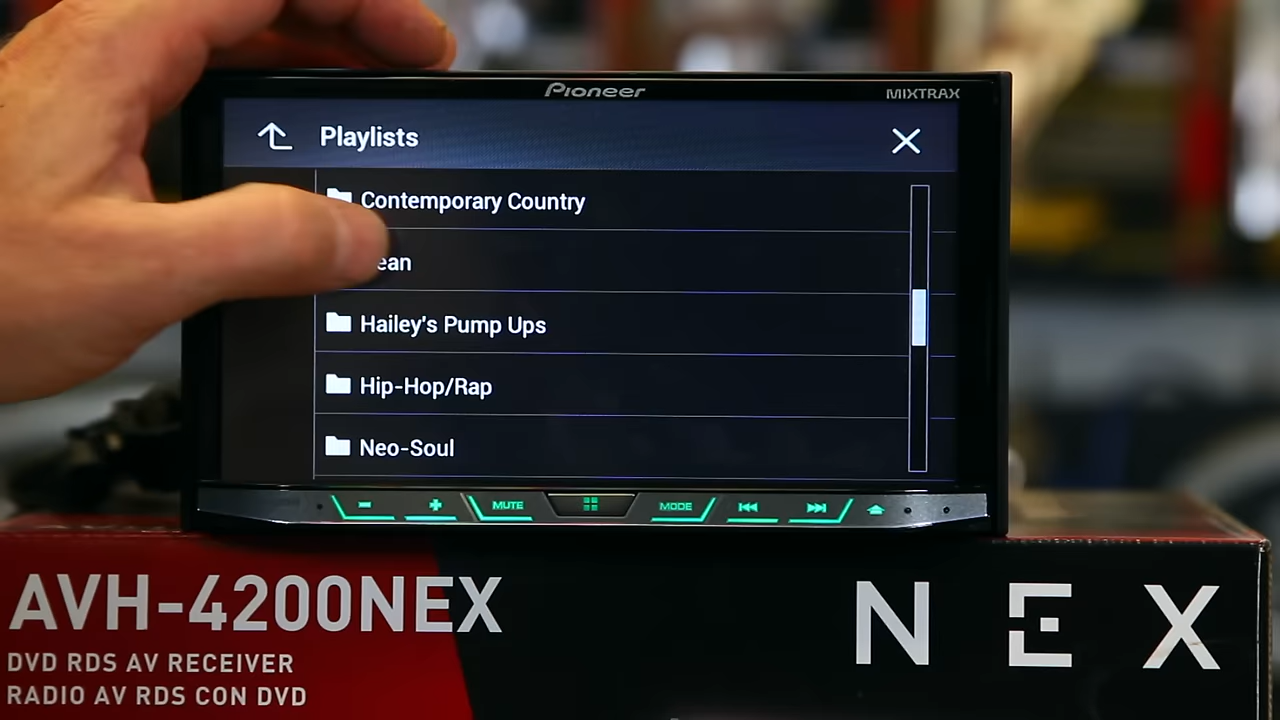 Pioneer
MIXTRAX
Playlists
Contemporary Country
Hailey's Pump Ups
Hip-Hop/Rap
Neo-Soul
MUTE
MODE
AVH-4200NEX
NEX
DVD RDS AV RECEIVER
RADIO AV RDS CON DVD